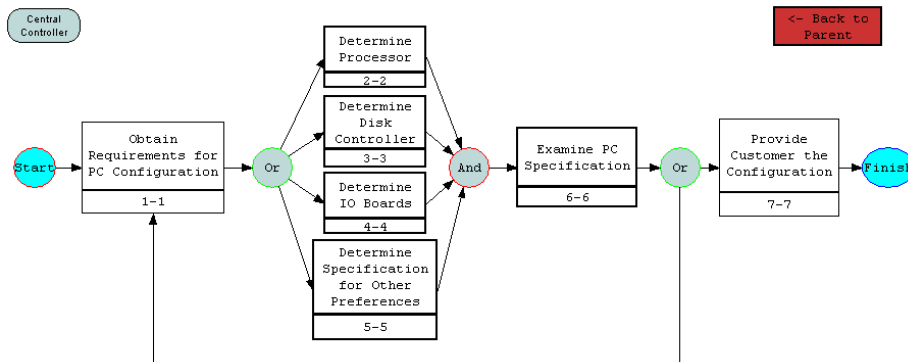 Central
Controller
<- Back to
Parent
Start
Obtain
Requirements for
PC Configuration
1-1
Or
Determine
Processor
2-2
Determine
Disk
Controller
3-3
Determine
IO Boards
4-4
Determine
Specification
for Other
Preferences
5-5
And
Examine PC
Specification
6-6
Or
Provide
Customer the
Configuration
7-7
Finish